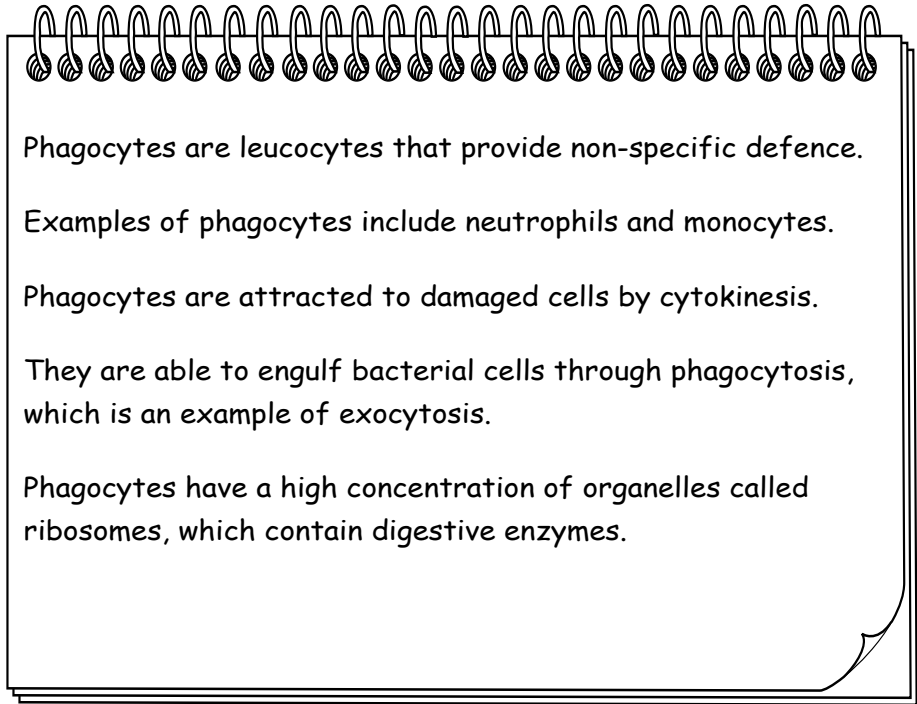 Phagocytes are leucocytes that provide non-specific defence.
Examples of phagocytes include neutrophils and monocytes.
Phagocytes are attracted to damaged cells by cytokinesis.
They are able to engulf bacterial cells through phagocytosis,
which is an example of exocytosis.
Phagocytes have a high concentration of organelles called
ribosomes, which contain digestive enzymes.